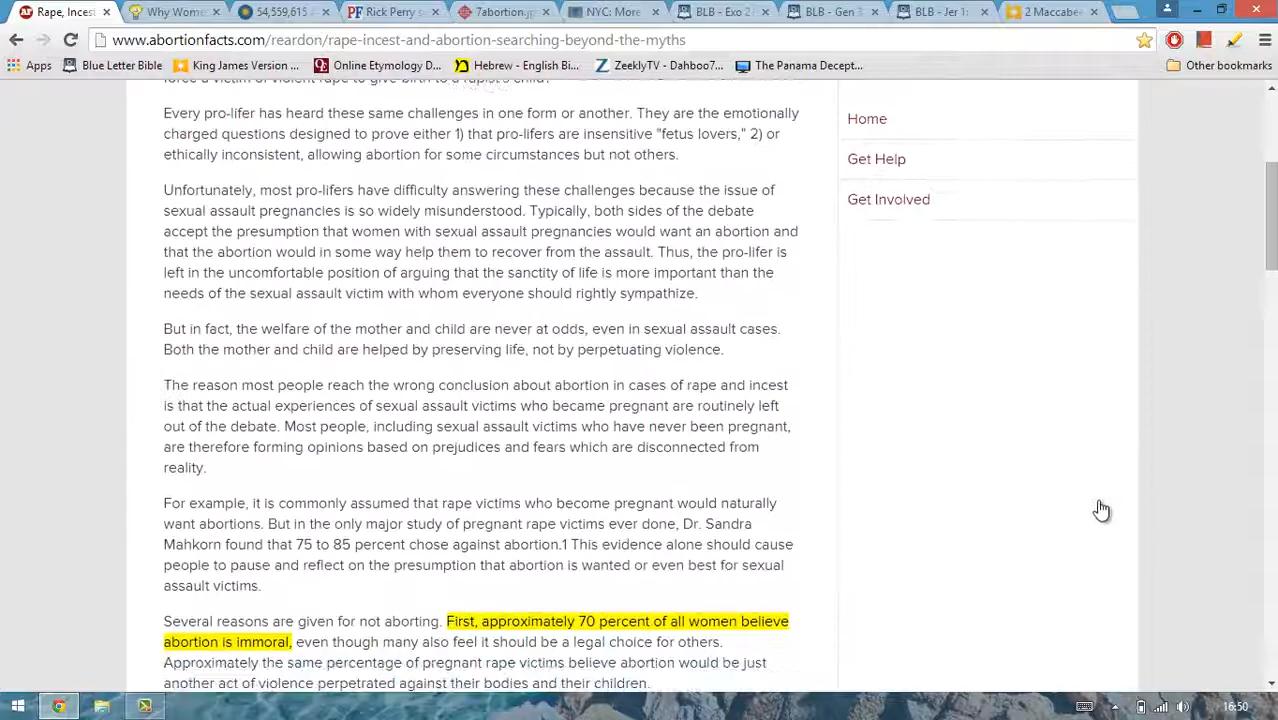 Rape, Incest
Why Wome
54,559,615
Rick Perry s
7abortion.jp
NYC: More
BLB - Exo 2
BLB - Gen 3
BLB - Jer 1:
2 Maccabe
www.abortionfacts.com/reardon/rape-incest-and-abortion-searching-beyond-the-myths
Apps
Blue Letter Bible
King James Version ...
Online Etymology D...
Hebrew - English Bi...
ZeeklyTV - Dahboo7...
The Panama Decept...
Other bookmarks
force a victim of violent rape to give birth to a rapist's child?
Every pro-lifer has heard these same challenges in one form or another. They are the emotionally
charged questions designed to prove either 1) that pro-lifers are insensitive "fetus lovers," 2) or
ethically inconsistent, allowing abortion for some circumstances but not others.
Unfortunately, most pro-lifers have difficulty answering these challenges because the issue of
sexual assault pregnancies is so widely misunderstood. Typically, both sides of the debate
accept the presumption that women with sexual assault pregnancies would want an abortion and
that the abortion would in some way help them to recover from the assault. Thus, the pro-lifer is
left in the uncomfortable position of arguing that the sanctity of life is more important than the
needs of the sexual assault victim with whom everyone should rightly sympathize.
But in fact, the welfare of the mother and child are never at odds, even in sexual assault cases.
Both the mother and child are helped by preserving life, not by perpetuating violence.
The reason most people reach the wrong conclusion about abortion in cases of rape and incest
is that the actual experiences of sexual assault victims who became pregnant are routinely left
out of the debate. Most people, including sexual assault victims who have never been pregnant,
are therefore forming opinions based on prejudices and fears which are disconnected from
reality.
For example, it is commonly assumed that rape victims who become pregnant would naturally
want abortions. But in the only major study of pregnant rape victims ever done, Dr. Sandra
Mahkorn found that 75 to 85 percent chose against abortion.1 This evidence alone should cause
people to pause and reflect on the presumption that abortion is wanted or even best for sexual
assault victims.
Several reasons are given for not aborting. First, approximately 70 percent of all women believe
abortion is immoral, even though many also feel it should be a legal choice for others.
Approximately the same percentage of pregnant rape victims believe abortion would be just
another act of violence perpetrated against their bodies and their children.
Home
Get Help
Get Involved
16:50